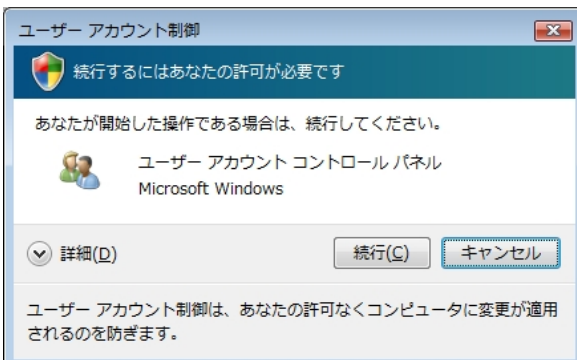 ユーザー アカウント制御
続行するにはあなたの許可が必要です
あなたが開始した操作である場合は、続行してください。
ユーザー アカウント コントロール パネル
Microsoft Windows
詳細(D)
続行(C)
キャンセル
ユーザー アカウント制御は、あなたの許可なくコンピュータに変更が適用
されるのを防ぎます。